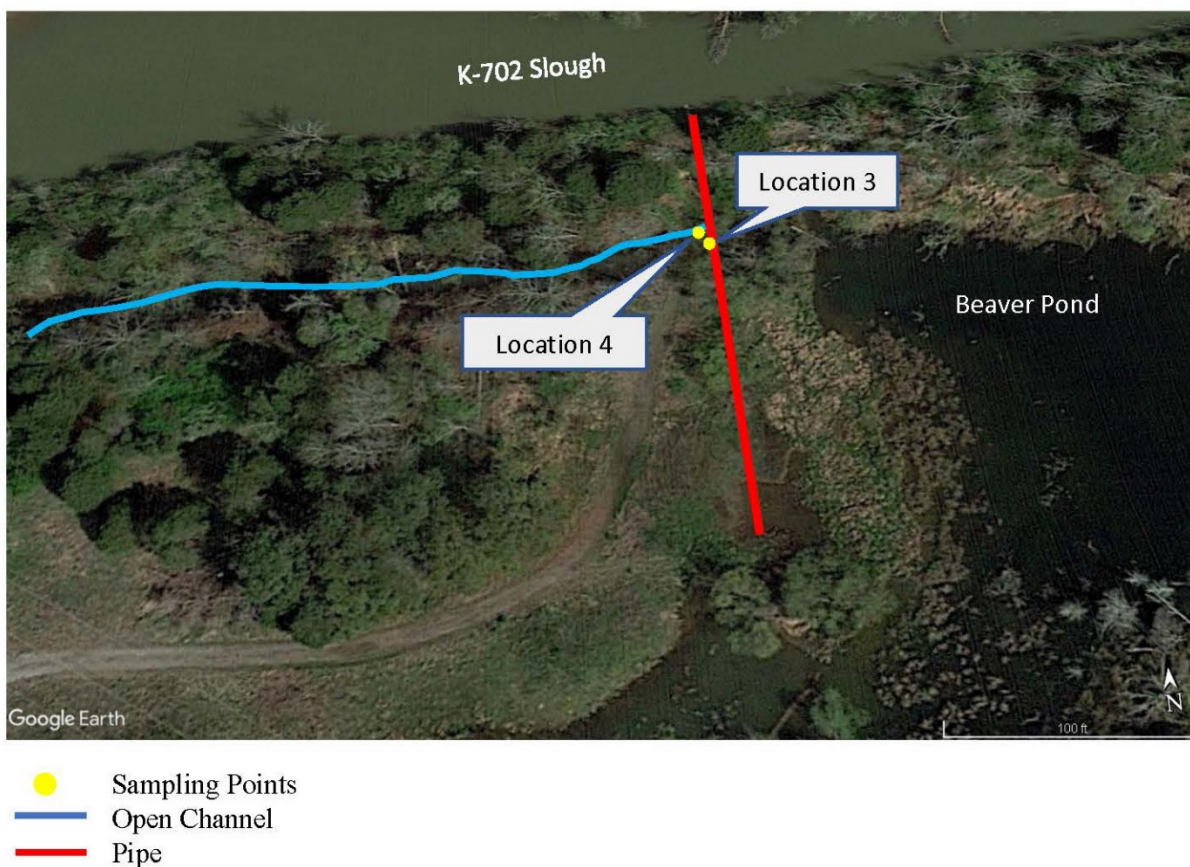 K-702 Slough
Location 3
Beaver Pond
Location 4
Google Earth
100 ft
N
Sampling Points
Open Channel
Pipe